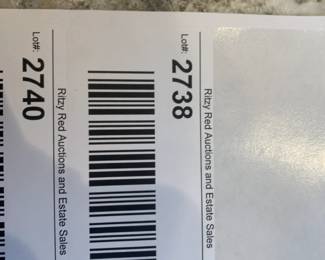 Ritzy Red Auctions and Estate Sales
Lot#: 2738
Ritzy Red Auctions and Estate Sales
Lot#: 2740